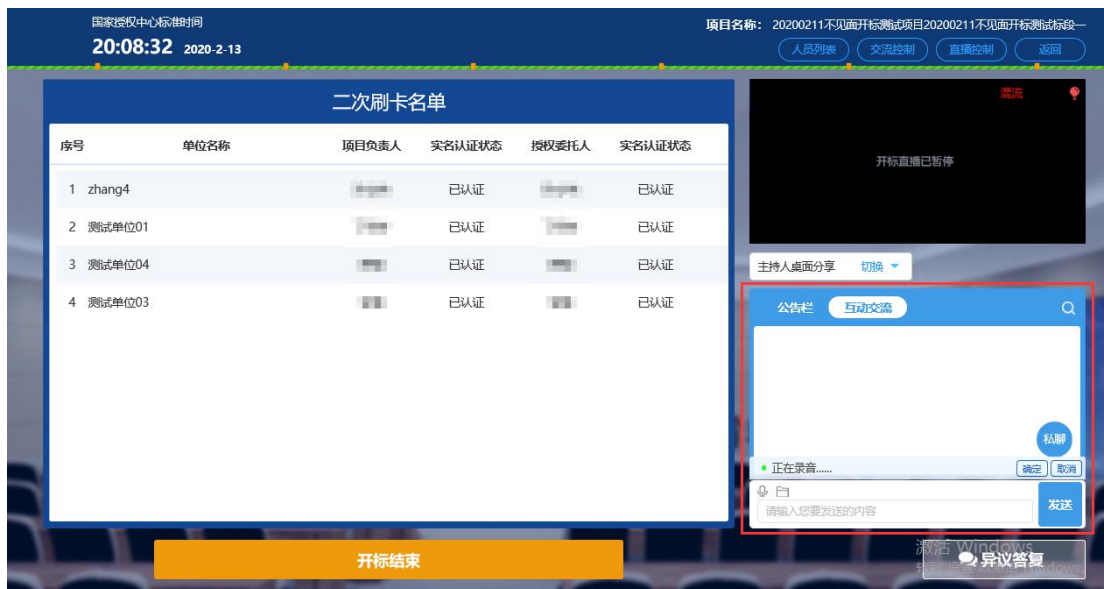 国家授权中心标准时间
20:08:32 2020-2-13
项目名称： 20200211不见面开标测试项目20200211不见面开标测试标段一
人员列表 交流控制 直播控制 返回
二次刷卡名单
序号 单位名称 项目负责人 实名认证状态 授权委托人 实名认证状态
1 zhang4 已认证 已认证
2 测试单位01 已认证 已认证
3 测试单位04 已认证 已认证
4 测试单位03 已认证 已认证
混流
开标直播已暂停
主持人桌面分享 切换
公告栏 互动交流
私聊
正在录音...... 确定 取消
请输入您要发送的内容
发送
开标结束
激活 Windows
异议答复